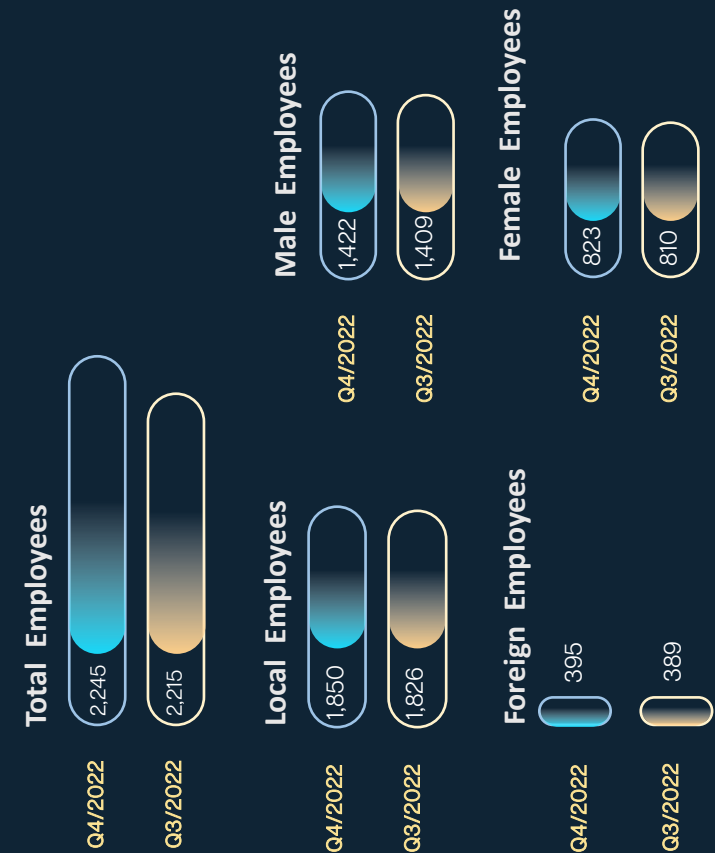 Total Employees
Q4/2022 2,245
Q3/2022 2,215
Local Employees
Q4/2022 1,850
Q3/2022 1,826
Male Employees
Q4/2022 1,422
Q3/2022 1,409
Foreign Employees
Q4/2022 395
Q3/2022 389
Female Employees
Q4/2022 823
Q3/2022 810